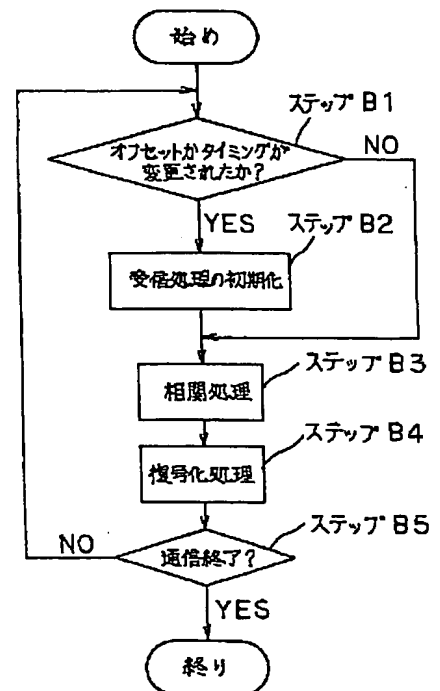 始め
ステップ B1
オフセットかタイミングが
変更されたか?
NO
YES
ステップ B2
受信処理の初期化
ステップ B3
相関処理
ステップ B4
復号化処理
ステップ B5
通信終了?
NO
YES
終り